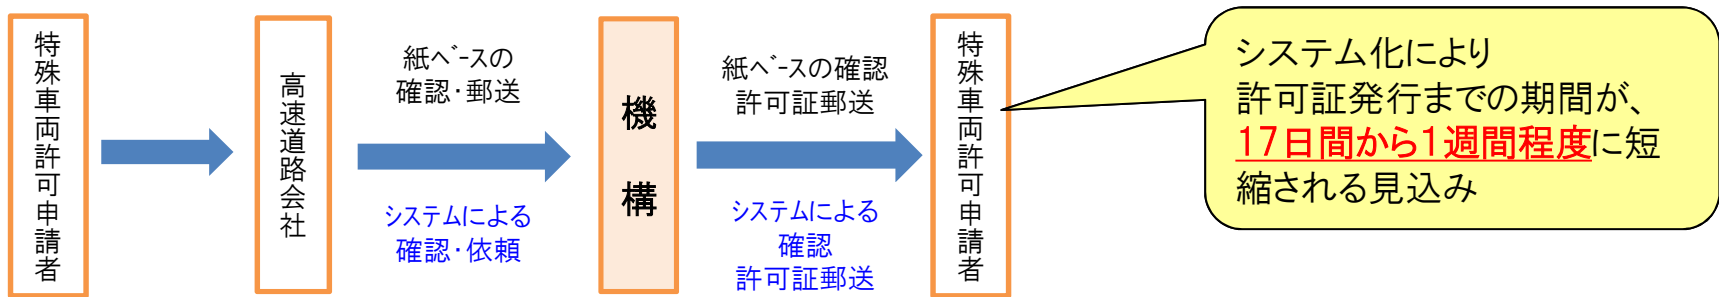 特殊車両許可申請者
高速道路会社
紙ベースの
確認・郵送
システムによる
確認・依頼
機構
紙ベースの確認
許可証郵送
システムによる
確認
許可証郵送
特殊車両許可申請者
システム化により
許可証発行までの期間が、
17日間から1週間程度に短
縮される見込み